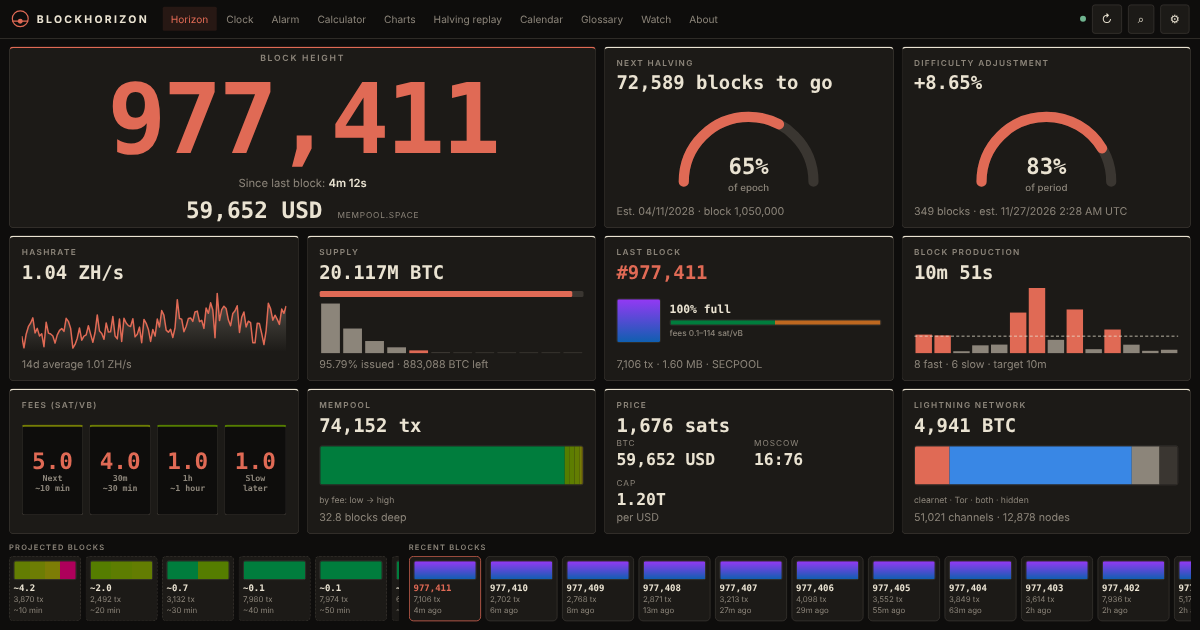 BLOCKHORIZON
Horizon Clock Alarm Calculator Charts Halving replay Calendar Glossary Watch About
BLOCK HEIGHT
977,411
Since last block: 4m 12s
59,652 USD MEMPOOL.SPACE
NEXT HALVING
72,589 blocks to go
65%
of epoch
Est. 04/11/2028 · block 1,050,000
DIFFICULTY ADJUSTMENT
+8.65%
83%
of period
349 blocks · est. 11/27/2026 2:28 AM UTC
HASHRATE
1.04 ZH/s
14d average 1.01 ZH/s
SUPPLY
20.117M BTC
95.79% issued · 883,088 BTC left
LAST BLOCK
#977,411
100% full
fees 0.1–114 sat/vB
7,106 tx · 1.60 MB · SECPOOL
BLOCK PRODUCTION
10m 51s
8 fast · 6 slow · target 10m
FEES (SAT/VB)
5.0 4.0 1.0 1.0
Next 30m 1h Slow
~10 min ~30 min ~1 hour later
MEMPOOL
74,152 tx
by fee: low → high
32.8 blocks deep
PRICE
1,676 sats
BTC MOSCOW
59,652 USD 16:76
CAP
1.20T
per USD
LIGHTNING NETWORK
4,941 BTC
clearnet · Tor · both · hidden
51,021 channels · 12,878 nodes
PROJECTED BLOCKS
~4.2 ~2.0 ~0.7 ~0.1 ~0.1
3,870 tx 2,492 tx 3,132 tx 7,980 tx 7,974 tx
~10 min ~20 min ~30 min ~40 min ~50 min
RECENT BLOCKS
977,411 977,410 977,409 977,408 977,407 977,406 977,405 977,404 977,403 977,402
7,106 tx 2,702 tx 2,768 tx 2,871 tx 3,213 tx 4,098 tx 3,552 tx 3,849 tx 3,614 tx 7,936 tx
4m ago 6m ago 8m ago 13m ago 27m ago 29m ago 55m ago 63m ago 2h ago 2h ago